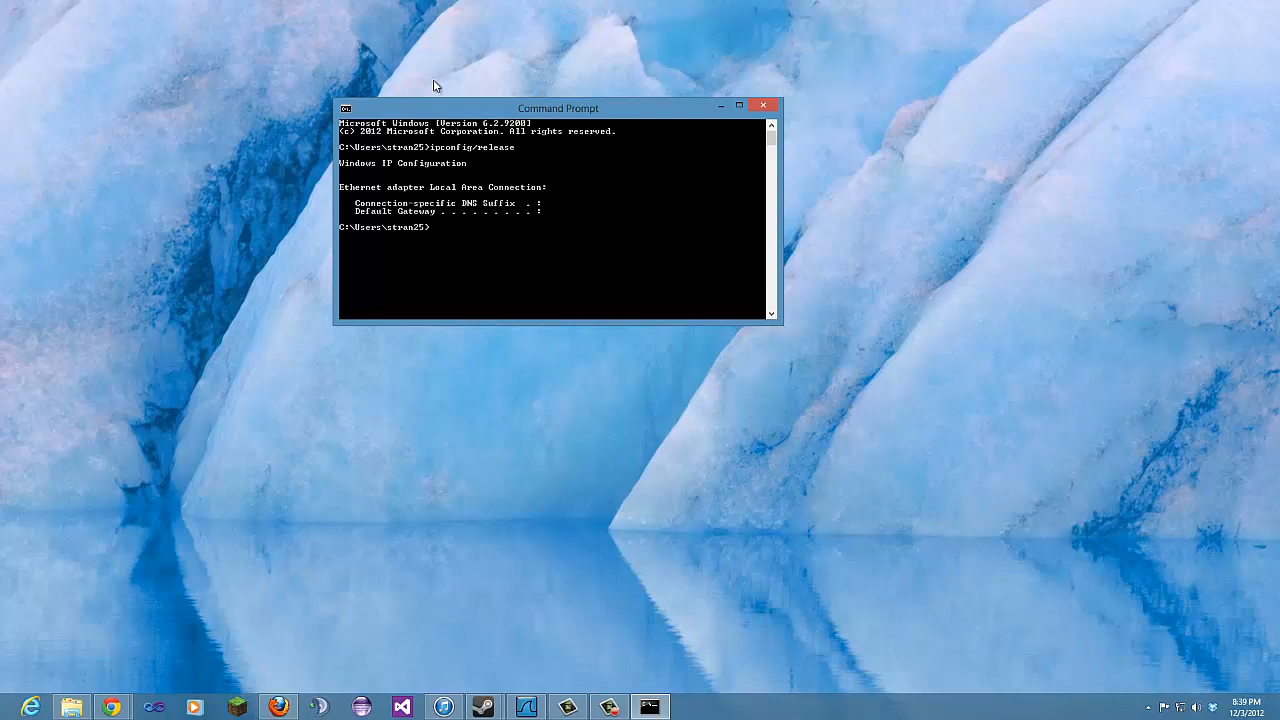 Command Prompt
Microsoft Windows [Version 6.2.9200]
(c) 2012 Microsoft Corporation. All rights reserved.
C:\Users\stran25>ipconfig/release
Windows IP Configuration
Ethernet adapter Local Area Connection:
Connection-specific DNS Suffix . :
Default Gateway . . . . . . . . . :
C:\Users\stran25>
8:39 PM
12/3/2012